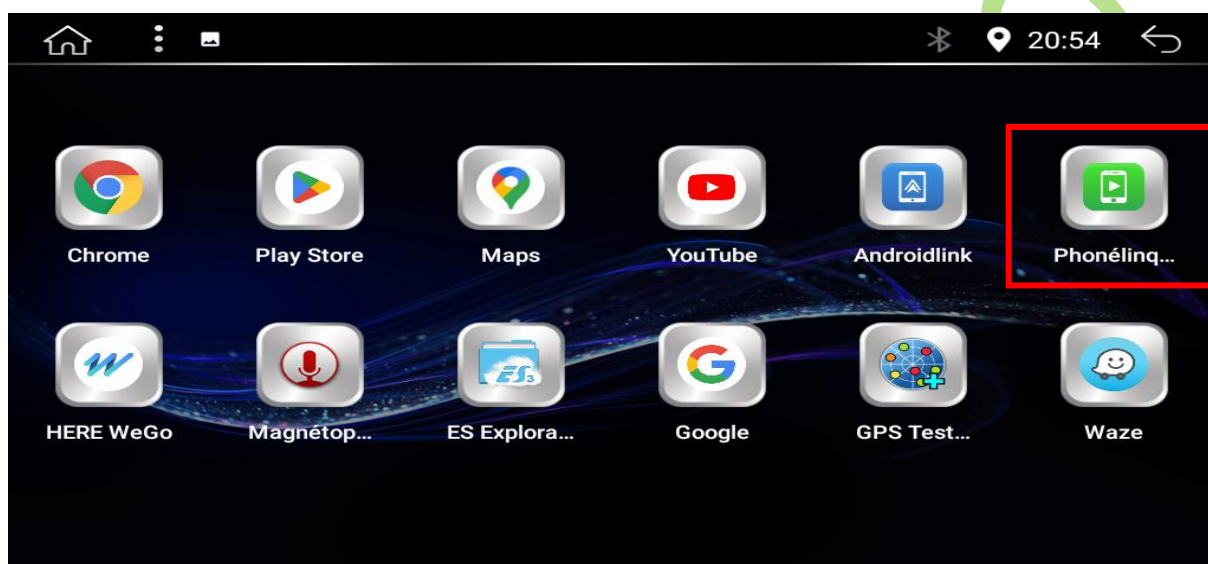 20:54
Chrome Play Store Maps YouTube Androidlink Phonélinq...
HERE WeGo Magnétop... ES Explora... Google GPS Test... Waze